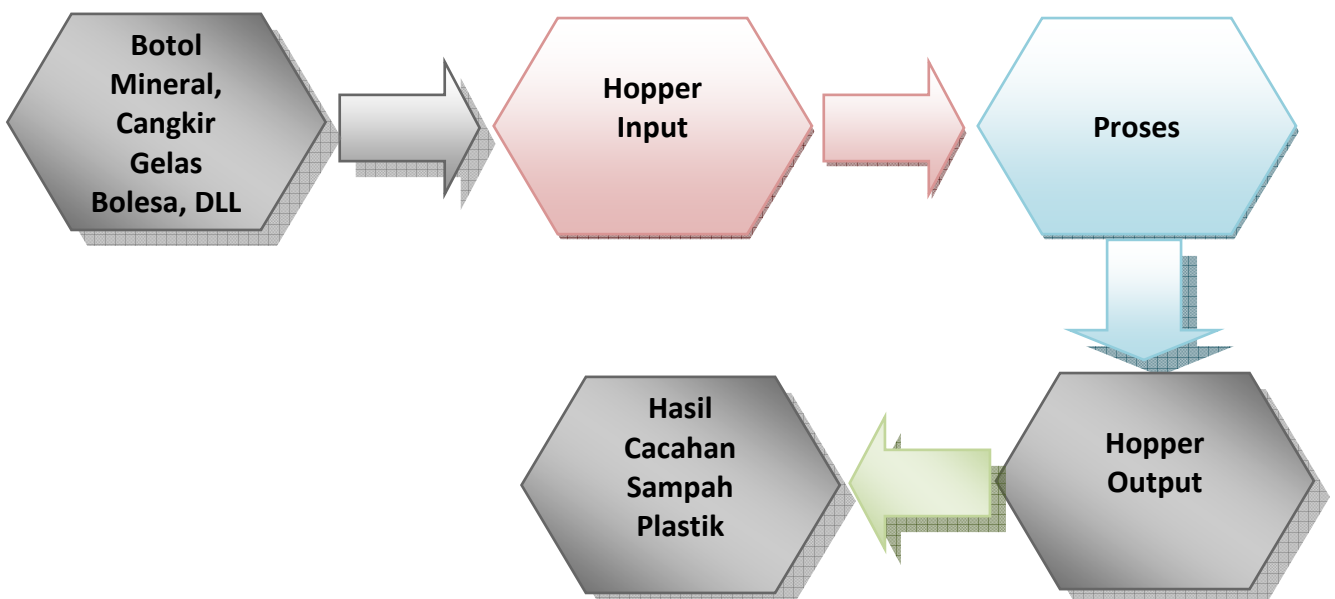 Botol
Mineral,
Cangkir
Gelas
Bolesa, DLL
Hopper
Input
Proses
Hopper
Output
Hasil
Cacahan
Sampah
Plastik